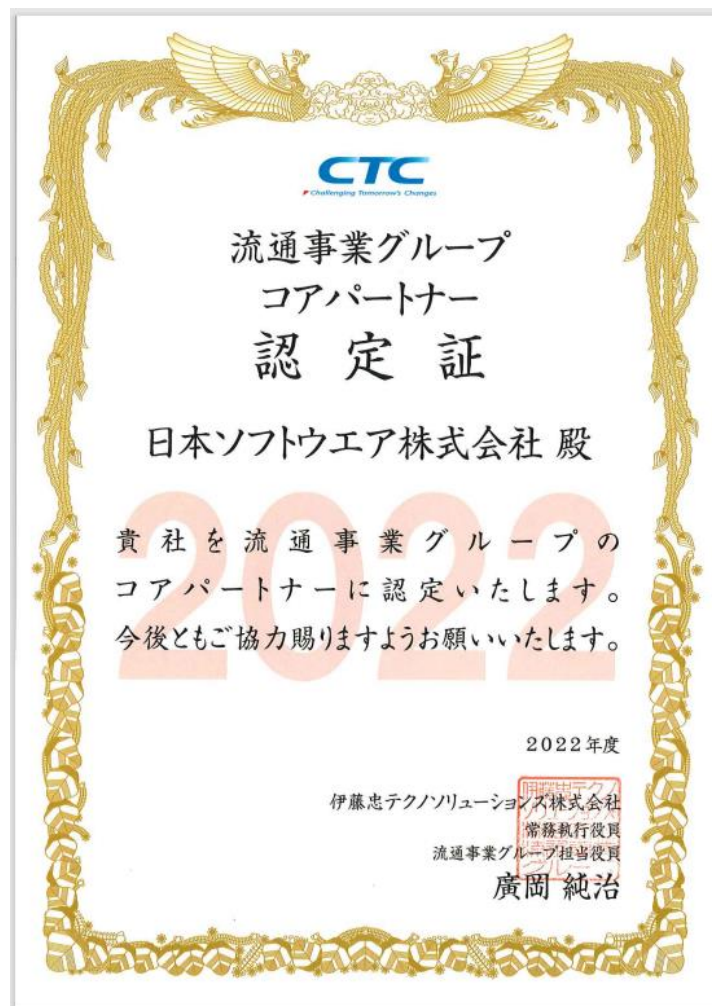 CTC
Challenging Tomorrow's Changes
流通事業グループ
コアパートナー
認定証
日本ソフトウエア株式会社 殿
2022
貴社を流通事業グループの
コアパートナーに認定いたします。
今後ともご協力賜りますようお願いいたします。
2022年度
伊藤忠テクノソリューションズ株式会社
常務執行役員
流通事業グループ担当役員
廣岡 純治